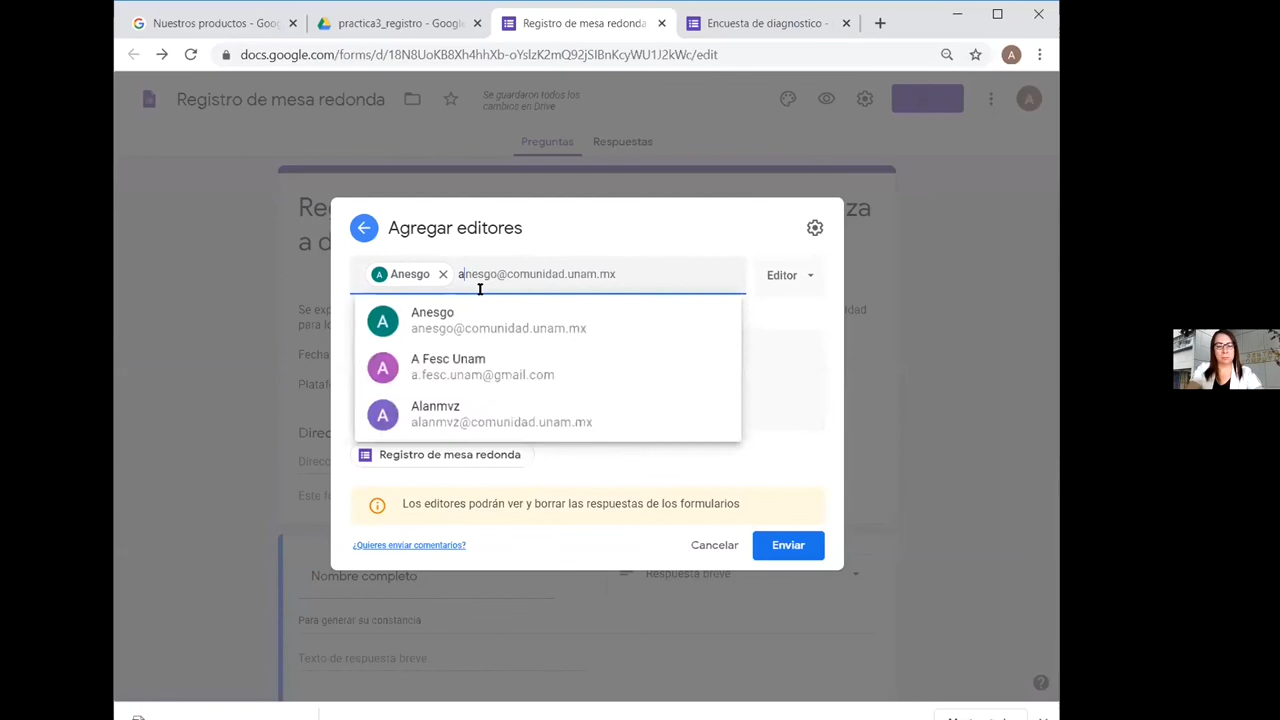 Nuestros productos - Goog
practica3_registro - Google
Registro de mesa redonda
Encuesta de diagnostico -
docs.google.com/forms/d/18N8UoKB8Xh4hhXb-oYslzK2mQ92jSIBnKcyWU1J2kWc/edit
A
Registro de mesa redonda
Se guardaron todos los
cambios en Drive
A
Preguntas
Respuestas
Agregar editores
A Anesgo
anesgo@comunidad.unam.mx
Editor
A Anesgo
anesgo@comunidad.unam.mx
A A Fesc Unam
a.fesc.unam@gmail.com
A Alanmvz
alanmvz@comunidad.unam.mx
Registro de mesa redonda
Los editores podrán ver y borrar las respuestas de los formularios
¿Quieres enviar comentarios?
Cancelar
Enviar
Nombre completo
Respuesta breve
Para generar su constancia
Texto de respuesta breve